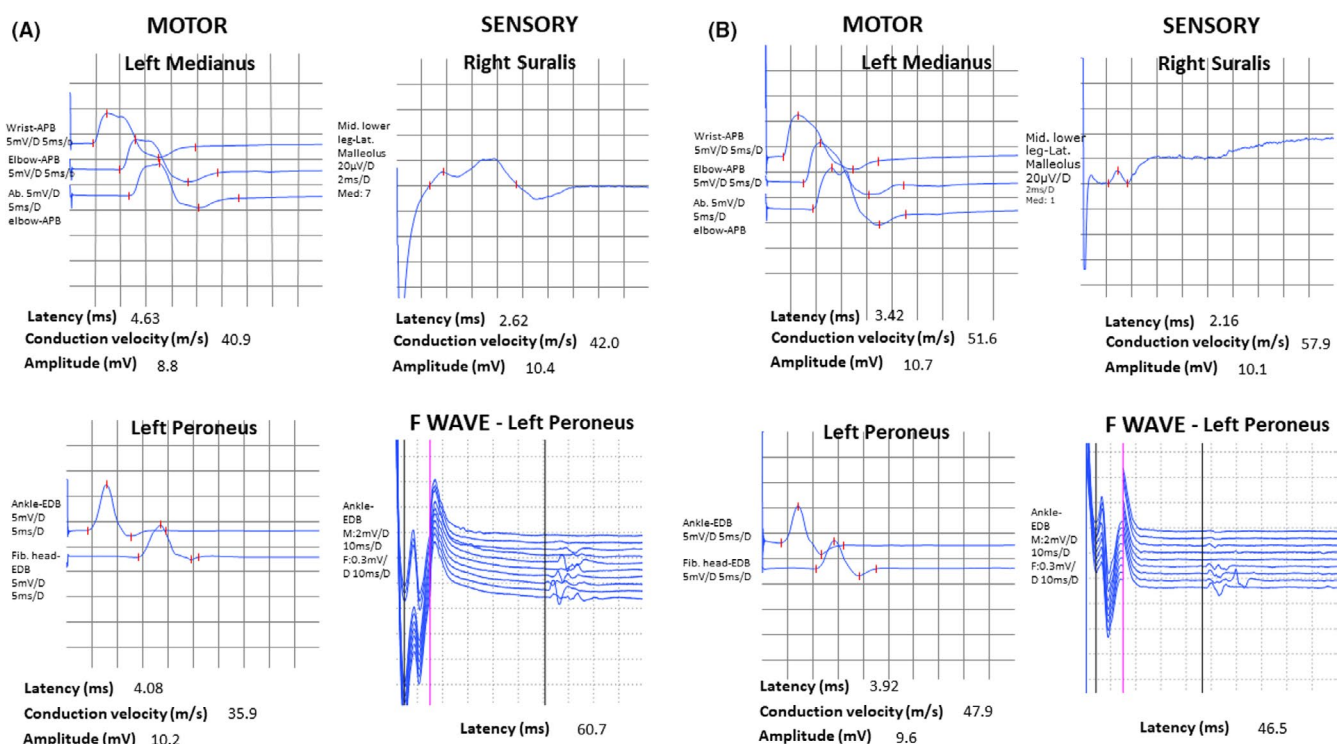 (A)
MOTOR
SENSORY
Left Medianus
Right Suralis
Wrist-APB
5mV/D 5ms/D
Elbow-APB
5mV/D 5ms/D
Ab. 5mV/D
5ms/D
elbow-APB
Mid. lower
leg-Lat.
Malleolus
20µV/D
2ms/D
Med: 7
Latency (ms) 4.63
Conduction velocity (m/s) 40.9
Amplitude (mV) 8.8
Latency (ms) 2.62
Conduction velocity (m/s) 42.0
Amplitude (mV) 10.4
Left Peroneus
F WAVE - Left Peroneus
Ankle-EDB
5mV/D
5ms/D
Fib. head-
EDB
5mV/D
5ms/D
Ankle-
EDB
M:2mV/D
10ms/D
F:0.3mV/
D 10ms/D
Latency (ms) 4.08
Conduction velocity (m/s) 35.9
Amplitude (mV) 10.2
Latency (ms) 60.7
(B)
MOTOR
SENSORY
Left Medianus
Right Suralis
Wrist-APB
5mV/D 5ms/D
Elbow-APB
5mV/D 5ms/D
Ab. 5mV/D
5ms/D
elbow-APB
Mid. lower
leg-Lat.
Malleolus
20µV/D
2ms/D
Med: 1
Latency (ms) 3.42
Conduction velocity (m/s) 51.6
Amplitude (mV) 10.7
Latency (ms) 2.16
Conduction velocity (m/s) 57.9
Amplitude (mV) 10.1
Left Peroneus
F WAVE - Left Peroneus
Ankle-EDB
5mV/D 5ms/D
Fib. head-EDB
5mV/D 5ms/D
Ankle-
EDB
M:2mV/D
10ms/D
F:0.3mV/
D 10ms/D
Latency (ms) 3.92
Conduction velocity (m/s) 47.9
Amplitude (mV) 9.6
Latency (ms) 46.5